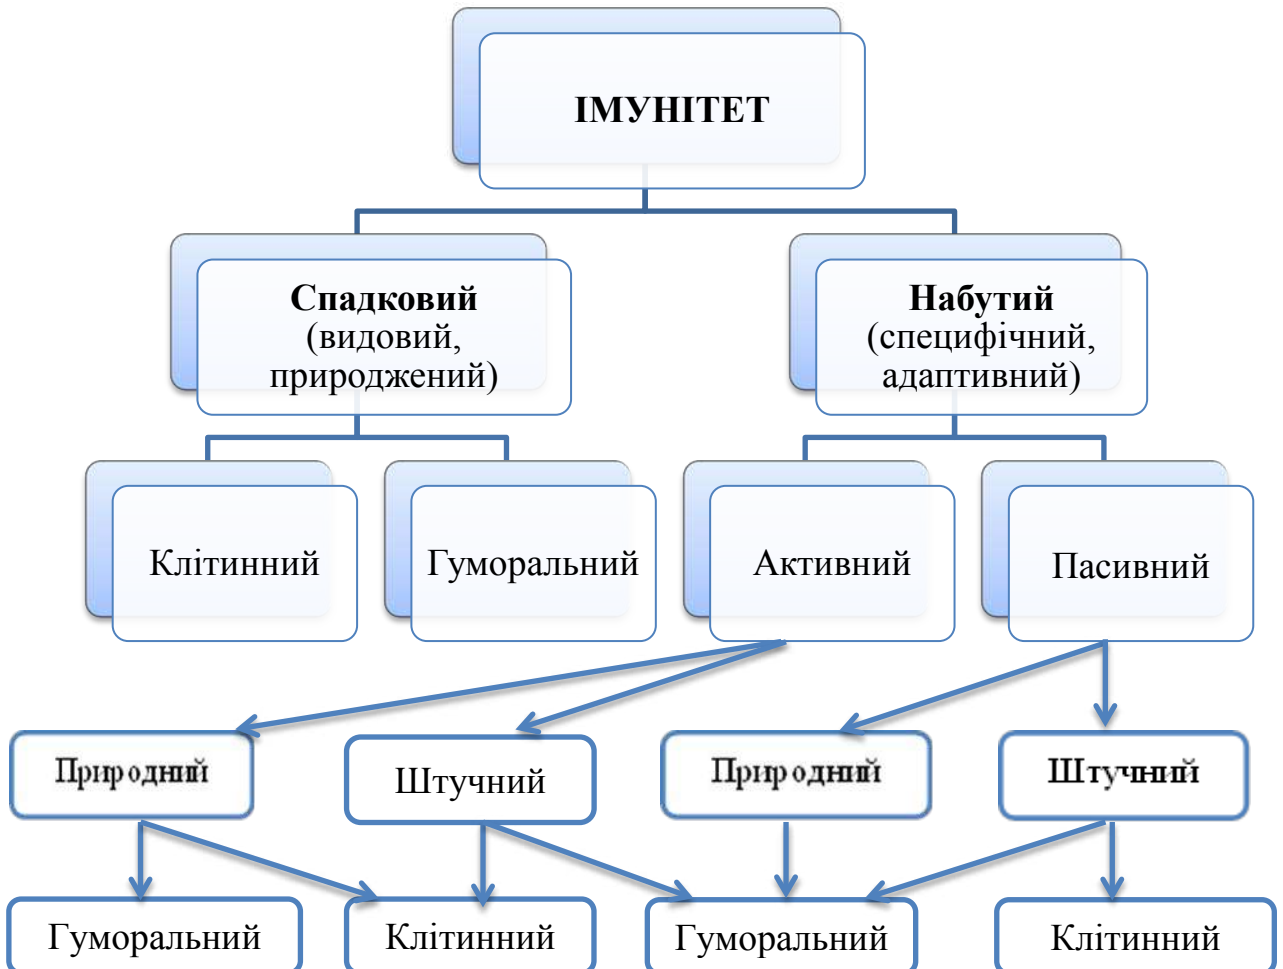 ІМУНІТЕТ
Спадковий
(видовий,
природжений)
Набутий
(специфічний,
адаптивний)
Клітинний
Гуморальний
Активний
Пасивний
Природний
Штучний
Природний
Штучний
Гуморальний
Клітинний
Гуморальний
Клітинний